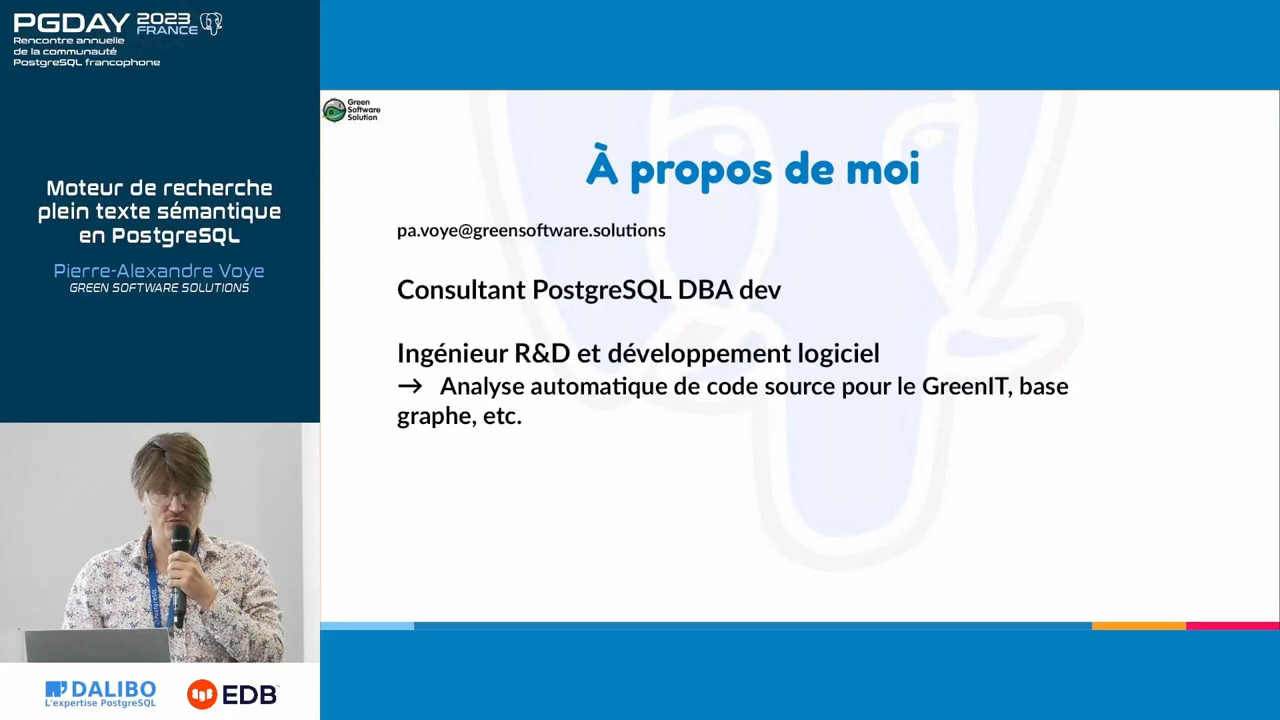 PGDAY 2023 FRANCE
Rencontre annuelle
de la communauté
PostgreSQL francophone
Moteur de recherche
plein texte sémantique
en PostgreSQL
Pierre-Alexandre Voye
GREEN SOFTWARE SOLUTIONS
Green
Software
Solution
À propos de moi
pa.voye@greensoftware.solutions
Consultant PostgreSQL DBA dev
Ingénieur R&D et développement logiciel
→ Analyse automatique de code source pour le GreenIT, base
graphe, etc.
DALIBO
L'expertise PostgreSQL
EDB